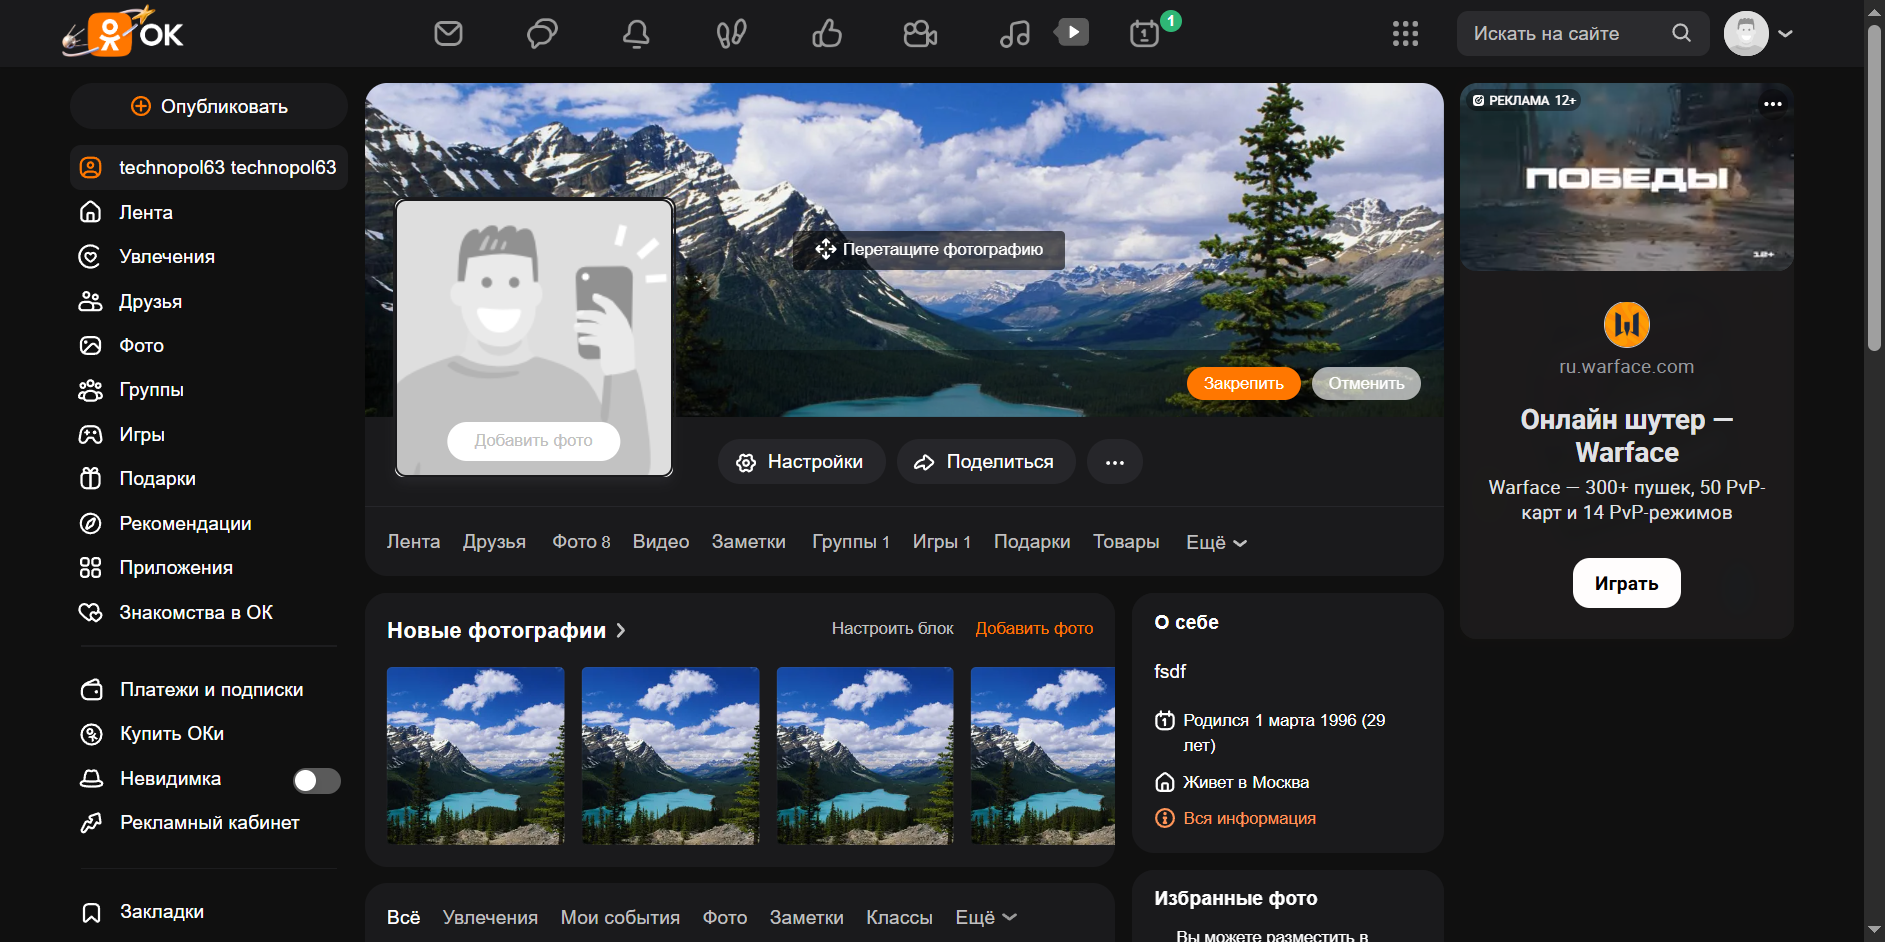 ОК
1
1
Искать на сайте
Опубликовать
technopol63 technopol63
Лента
Увлечения
Друзья
Фото
Группы
Игры
Подарки
Рекомендации
Приложения
Знакомства в ОК
Платежи и подписки
Купить ОКи
Невидимка
Рекламный кабинет
Закладки
Перетащите фотографию
Закрепить
Отменить
Добавить фото
Настройки
Поделиться
Лента Друзья Фото 8 Видео Заметки Группы 1 Игры 1 Подарки Товары Ещё
Новые фотографии
Настроить блок
Добавить фото
Всё Увлечения Мои события Фото Заметки Классы Ещё
О себе
fsdf
Родился 1 марта 1996 (29
лет)
Живет в Москва
Вся информация
Избранные фото
Вы можете разместить в
РЕКЛАМА 12+
ПОБЕДЫ
12+
ru.warface.com
Онлайн шутер —
Warface
Warface — 300+ пушек, 50 PvP-
карт и 14 PvP-режимов
Играть